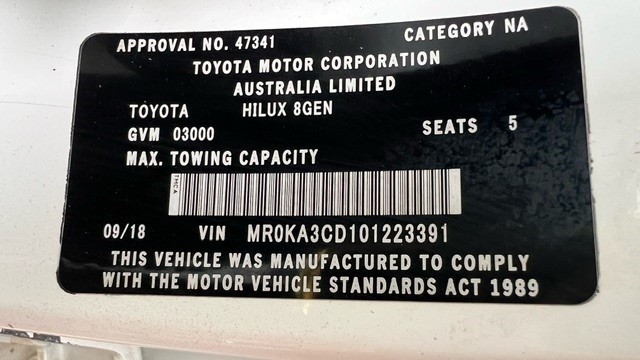 APPROVAL NO. 47341 CATEGORY NA
TOYOTA MOTOR CORPORATION
AUSTRALIA LIMITED
TOYOTA HILUX 8GEN
GVM 03000 SEATS 5
MAX. TOWING CAPACITY
TMCA
09/18 VIN MR0KA3CD101223391
THIS VEHICLE WAS MANUFACTURED TO COMPLY
WITH THE MOTOR VEHICLE STANDARDS ACT 1989